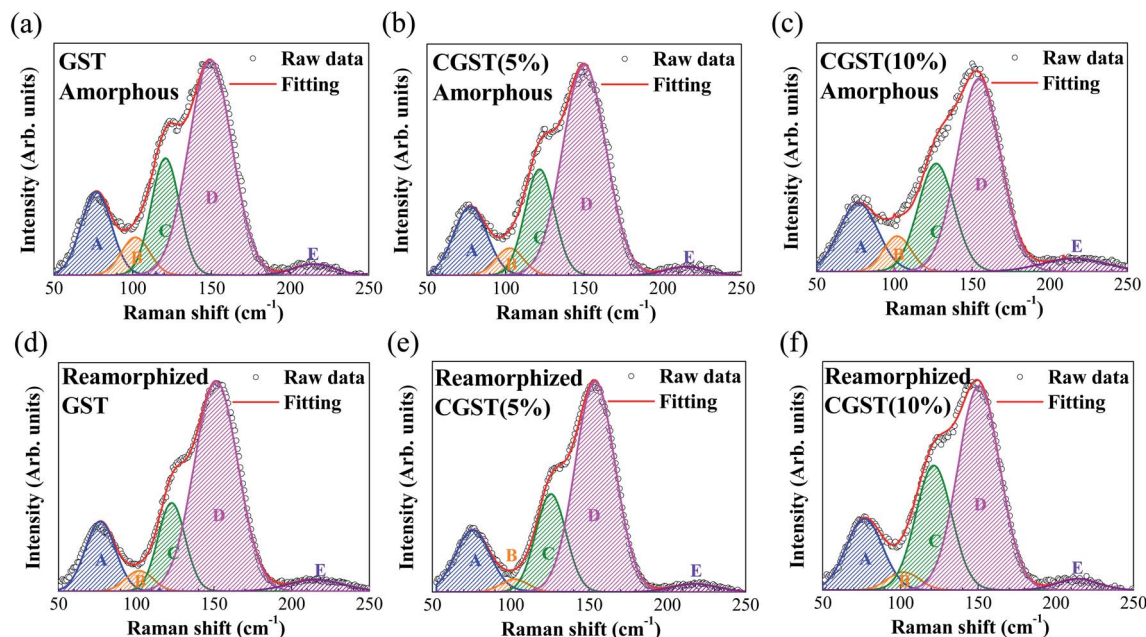 (a)
GST
Amorphous
Raw data
Fitting
A
B
C
D
E
Intensity (Arb. units)
50 100 150 200 250
Raman shift (cm⁻¹)
(b)
CGST(5%)
Amorphous
Raw data
Fitting
A
B
C
D
E
Intensity (Arb. units)
50 100 150 200 250
Raman shift (cm⁻¹)
(c)
CGST(10%)
Amorphous
Raw data
Fitting
A
B
C
D
E
Intensity (Arb. units)
50 100 150 200 250
Raman shift (cm⁻¹)
(d)
Reamorphized
GST
Raw data
Fitting
A
B
C
D
E
Intensity (Arb. units)
50 100 150 200 250
Raman shift (cm⁻¹)
(e)
Reamorphized
CGST(5%)
Raw data
Fitting
A
B
C
D
E
Intensity (Arb. units)
50 100 150 200 250
Raman shift (cm⁻¹)
(f)
Reamorphized
CGST(10%)
Raw data
Fitting
A
B
C
D
E
Intensity (Arb. units)
50 100 150 200 250
Raman shift (cm⁻¹)